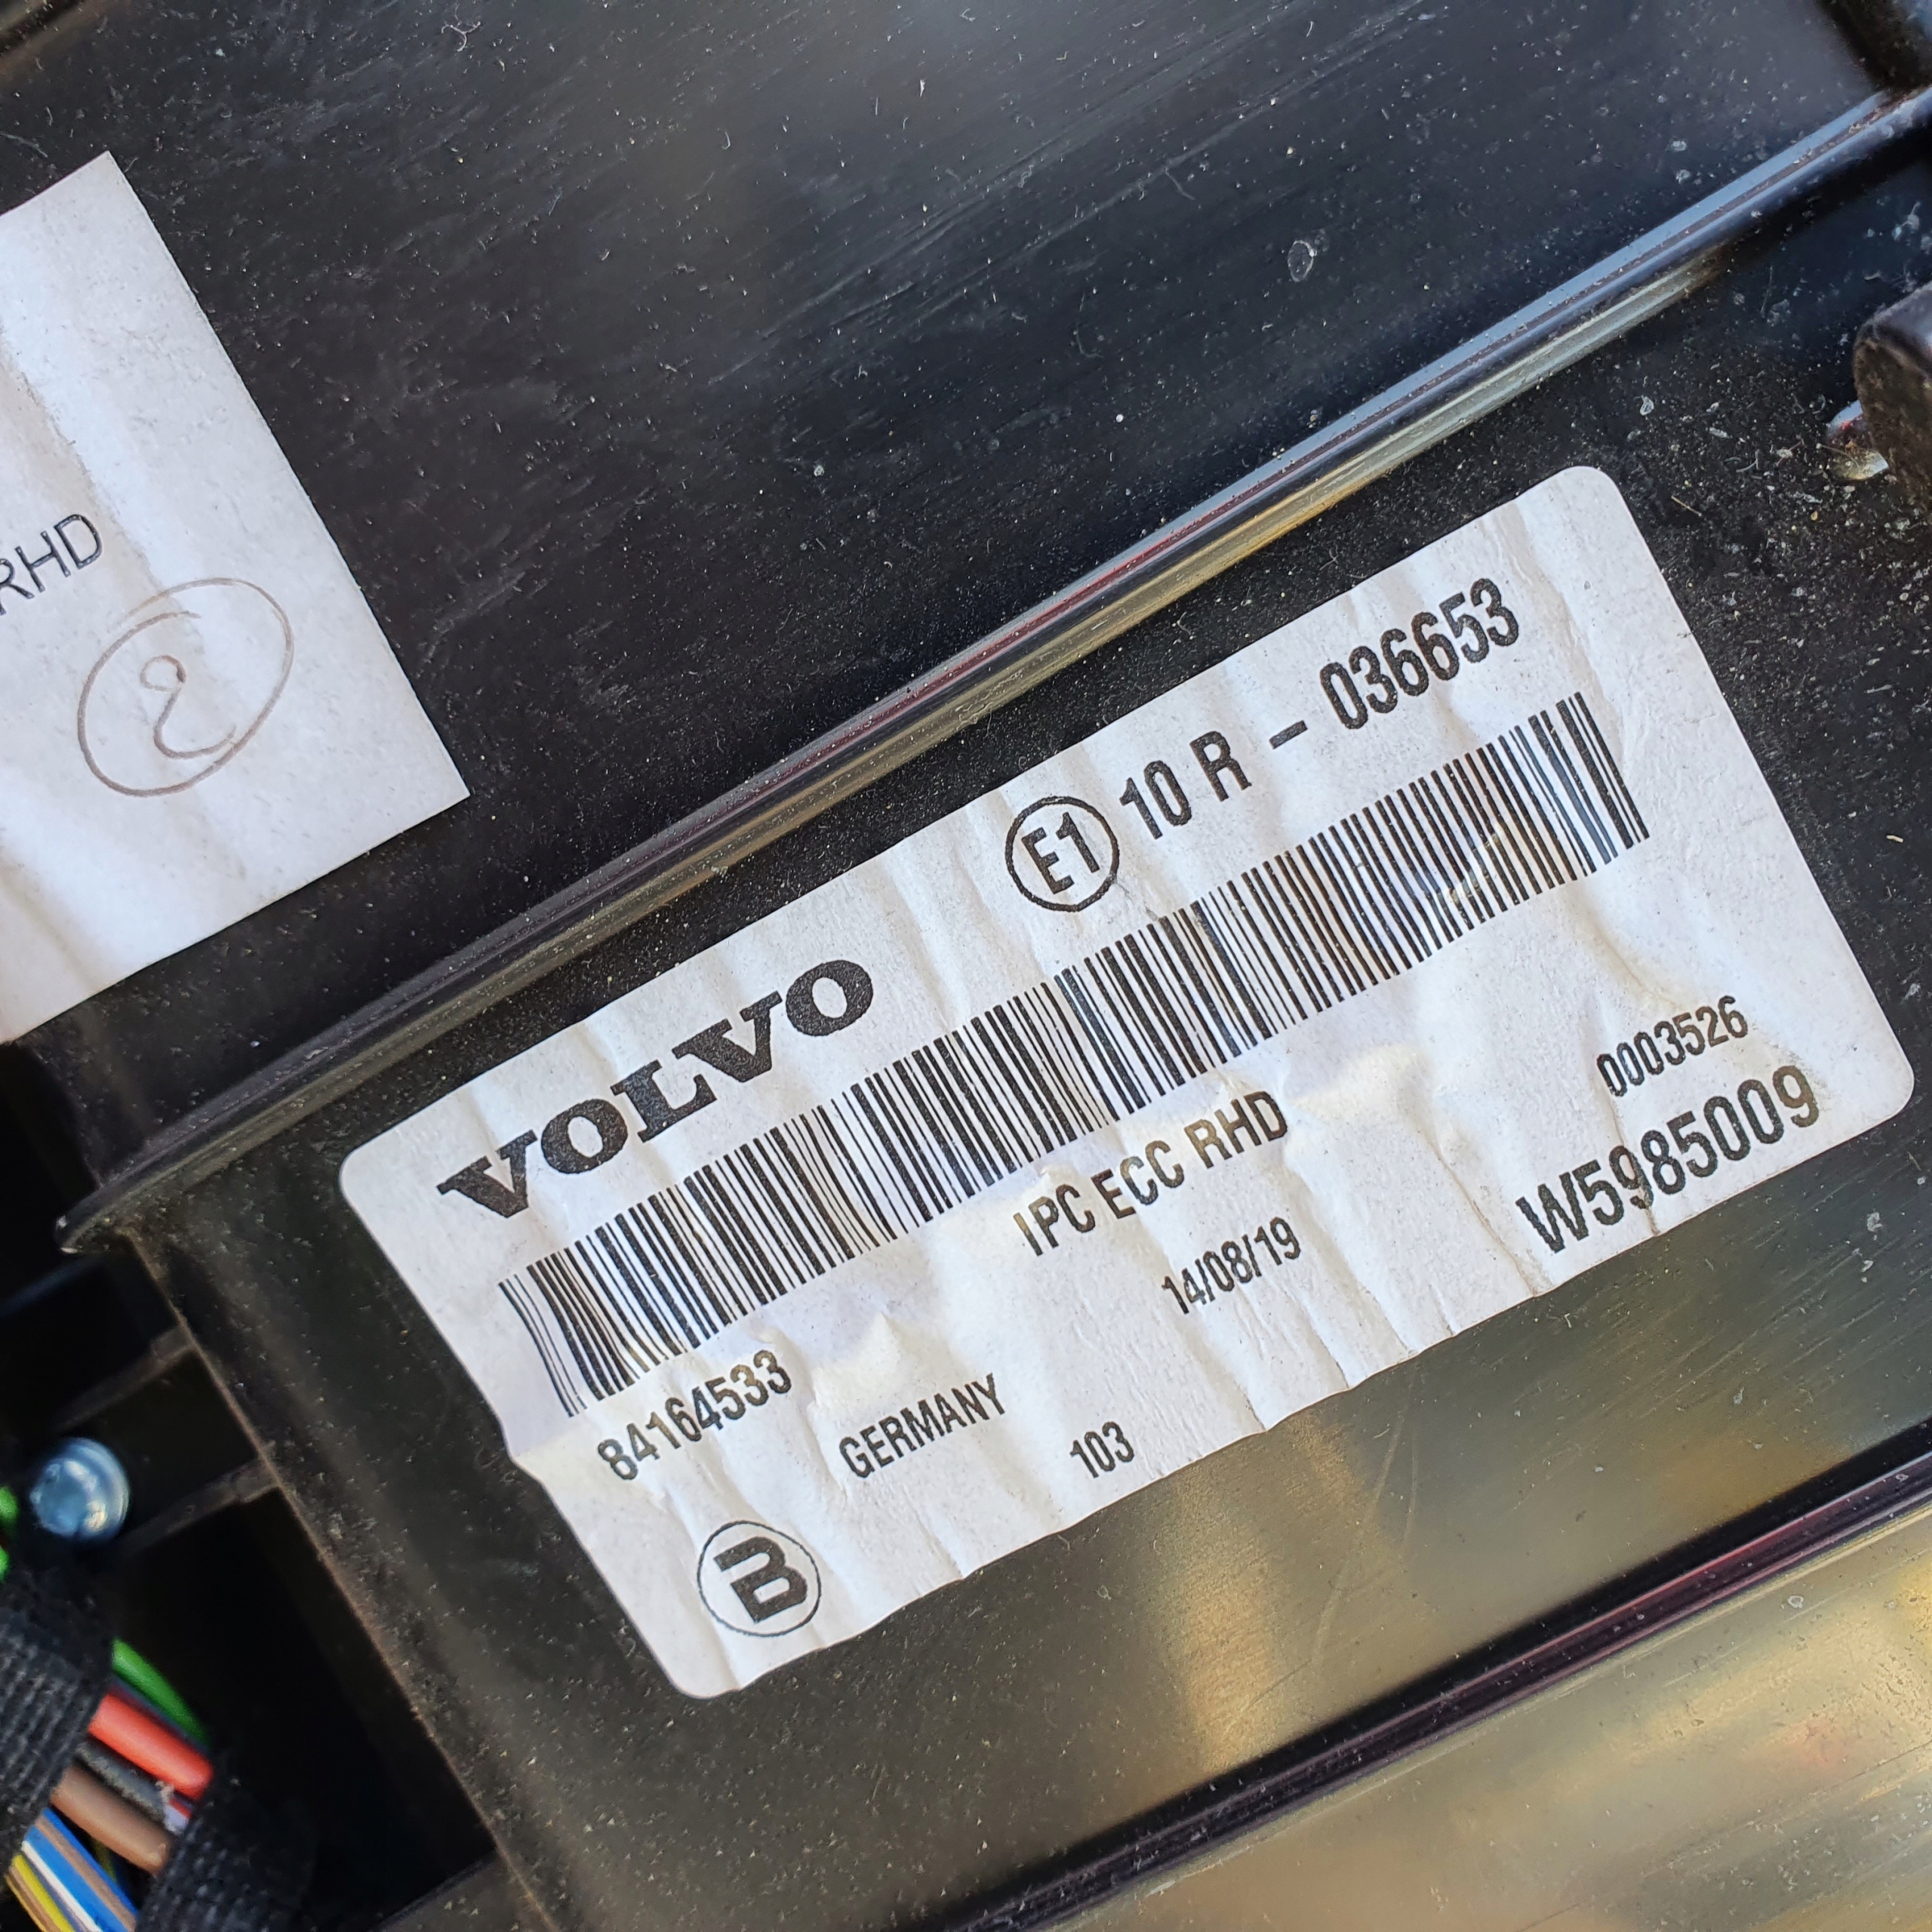 RHD
2
VOLVO E1 10 R - 036653
84164533 IPC ECC RHD 0003526
GERMANY 14/08/19 W5985009
B 103